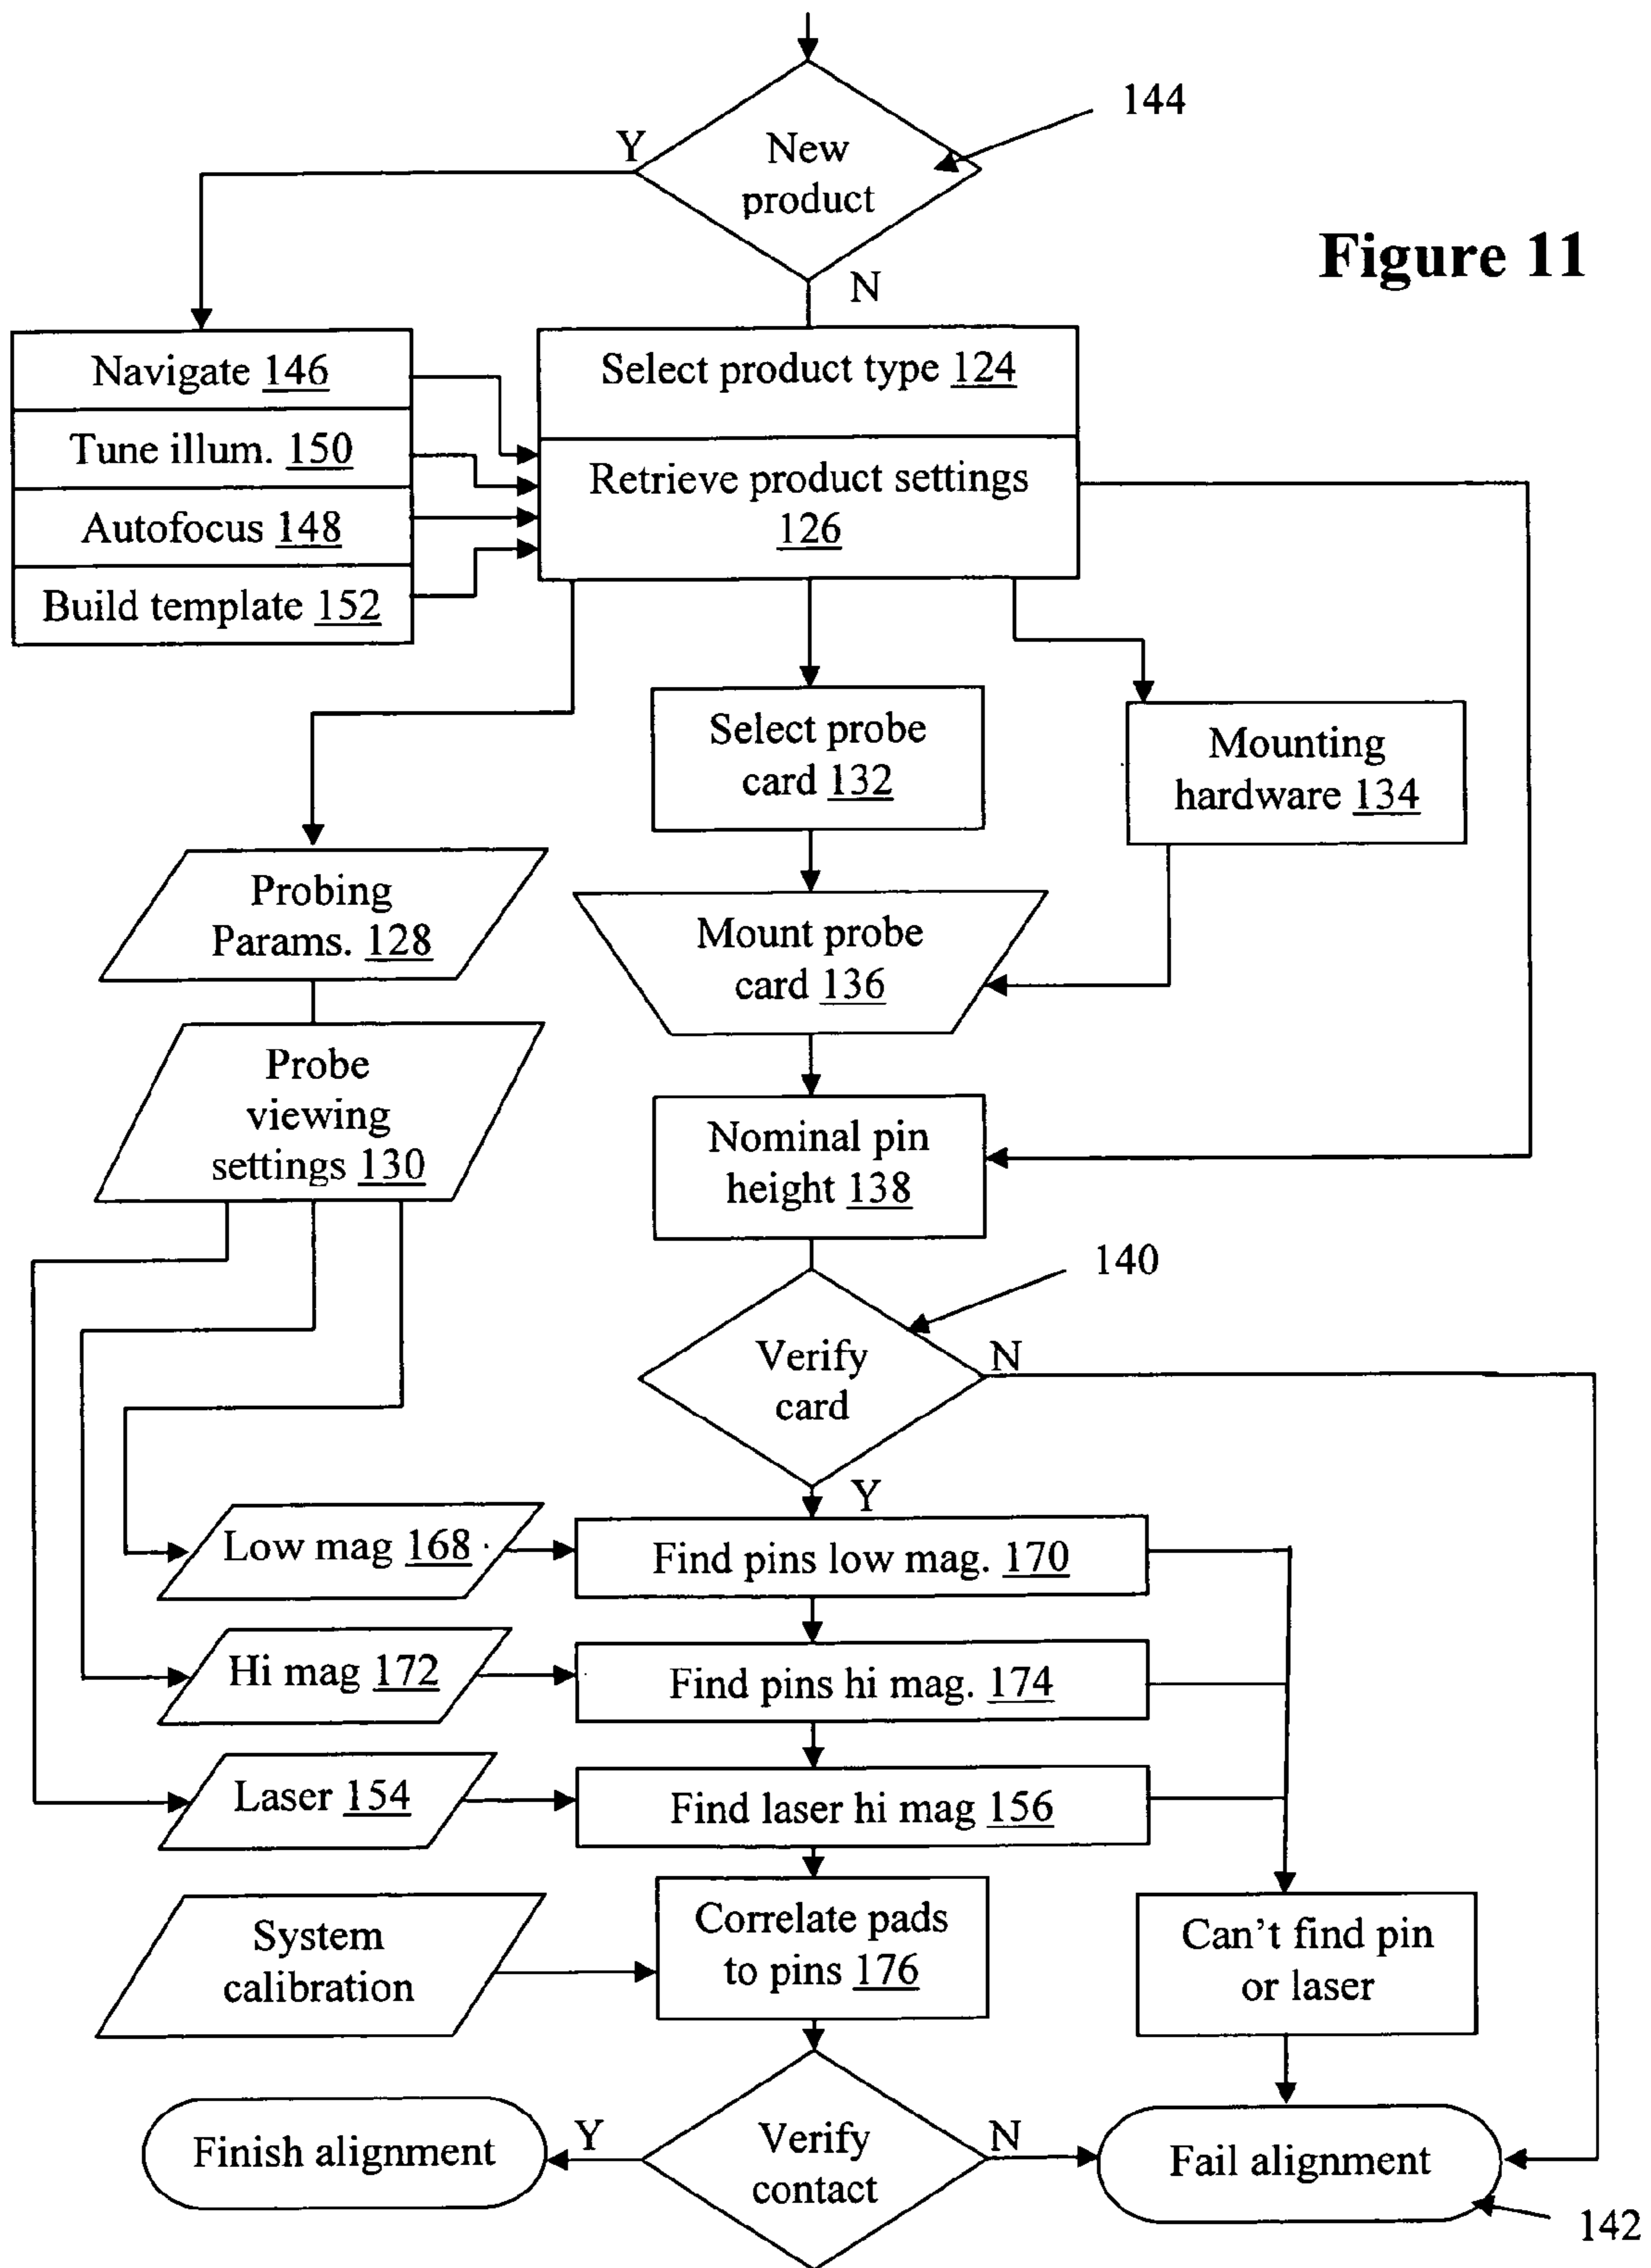 144
Y
New
product
Figure 11
N
Navigate 146
Tune illum. 150
Autofocus 148
Build template 152
Select product type 124
Retrieve product settings
126
Select probe
card 132
Mounting
hardware 134
Probing
Params. 128
Mount probe
card 136
Probe
viewing
settings 130
Nominal pin
height 138
140
Verify
card
N
Y
Low mag 168
Find pins low mag. 170
Hi mag 172
Find pins hi mag. 174
Laser 154
Find laser hi mag 156
System
calibration
Correlate pads
to pins 176
Can't find pin
or laser
Finish alignment
Y
Verify
contact
N
Fail alignment
142